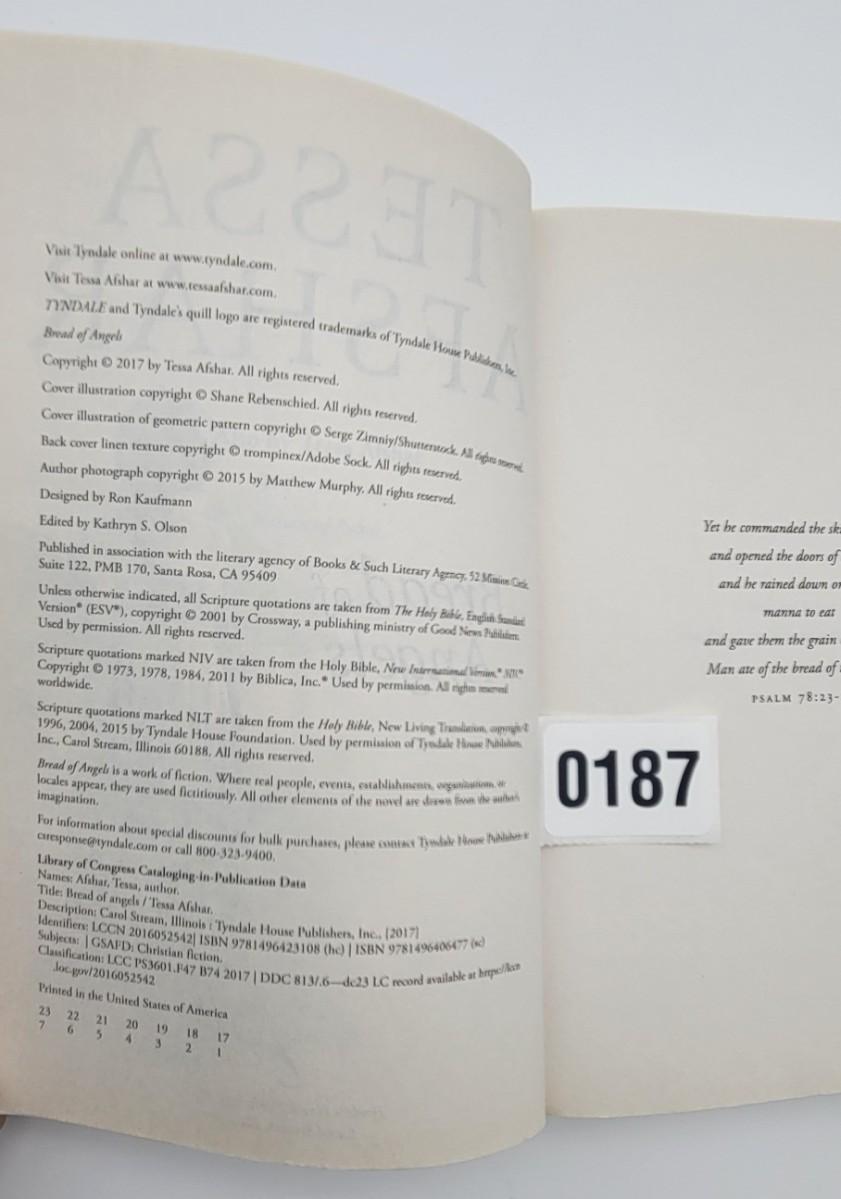 Visit Tyndale online at www.tyndale.com.
Visit Tessa Afshar at www.tessaafshar.com.
TYNDALE and Tyndale's quill logo are registered trademarks of Tyndale House Publishers, Inc.
Bread of Angels
Copyright © 2017 by Tessa Afshar. All rights reserved.
Cover illustration copyright © Shane Rebenschied. All rights reserved.
Cover illustration of geometric pattern copyright © Serge Zimniy/Shutterstock. All rights reserved.
Back cover linen texture copyright © trompinex/Adobe Sock. All rights reserved.
Author photograph copyright © 2015 by Matthew Murphy. All rights reserved.
Designed by Ron Kaufmann
Edited by Kathryn S. Olson
Published in association with the literary agency of Books & Such Literary Agency, 52 Mission Circle,
Suite 122, PMB 170, Santa Rosa, CA 95409
Unless otherwise indicated, all Scripture quotations are taken from The Holy Bible, English Standard
Version® (ESV®), copyright © 2001 by Crossway, a publishing ministry of Good News Publishers.
Used by permission. All rights reserved.
Scripture quotations marked NIV are taken from the Holy Bible, New International Version,® NIV.®
Copyright © 1973, 1978, 1984, 2011 by Biblica, Inc.® Used by permission. All rights reserved
worldwide.
Scripture quotations marked NLT are taken from the Holy Bible, New Living Translation, copyright ©
1996, 2004, 2015 by Tyndale House Foundation. Used by permission of Tyndale House Publishers,
Inc., Carol Stream, Illinois 60188. All rights reserved.
Bread of Angels is a work of fiction. Where real people, events, establishments, organizations, or
locales appear, they are used fictitiously. All other elements of the novel are drawn from the author's
imagination.
For information about special discounts for bulk purchases, please contact Tyndale House Publishers at
csresponse@tyndale.com or call 800-323-9400.
Library of Congress Cataloging-in-Publication Data
Names: Afshar, Tessa, author.
Title: Bread of angels / Tessa Afshar.
Description: Carol Stream, Illinois : Tyndale House Publishers, Inc., [2017]
Identifiers: LCCN 2016052542| ISBN 9781496423108 (hc) | ISBN 9781496406477 (sc)
Subjects: | GSAFD: Christian fiction.
Classification: LCC PS3601.F47 B74 2017 | DDC 813/.6—dc23 LC record available at https://lccn
.loc.gov/2016052542
Printed in the United States of America
23 22 21 20 19 18 17
7 6 5 4 3 2 1
Yet he commanded the
and opened the doors of
and he rained down
manna to eat
and gave them the grain
Man ate of the bread of
PSALM 78:23-
0187